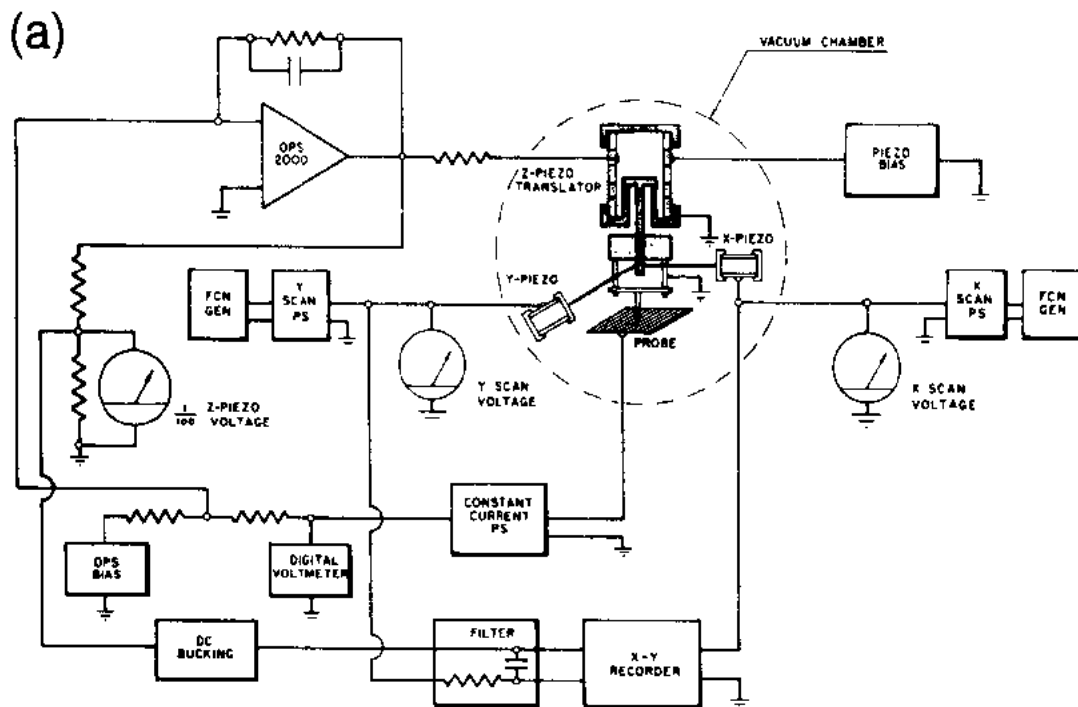 (a)
VACUUM CHAMBER
OPS
2000
Z-PIEZO
TRANSLATOR
PIEZO
BIAS
X-PIEZO
Y-PIEZO
FCN
GEN
Y
SCAN
PS
X
SCAN
PS
FCN
GEN
PROBE
Y SCAN
VOLTAGE
X SCAN
VOLTAGE
1/100 Z-PIEZO
VOLTAGE
CONSTANT
CURRENT
PS
OPS
BIAS
DIGITAL
VOLTMETER
DC
BUCKING
FILTER
X-Y
RECORDER